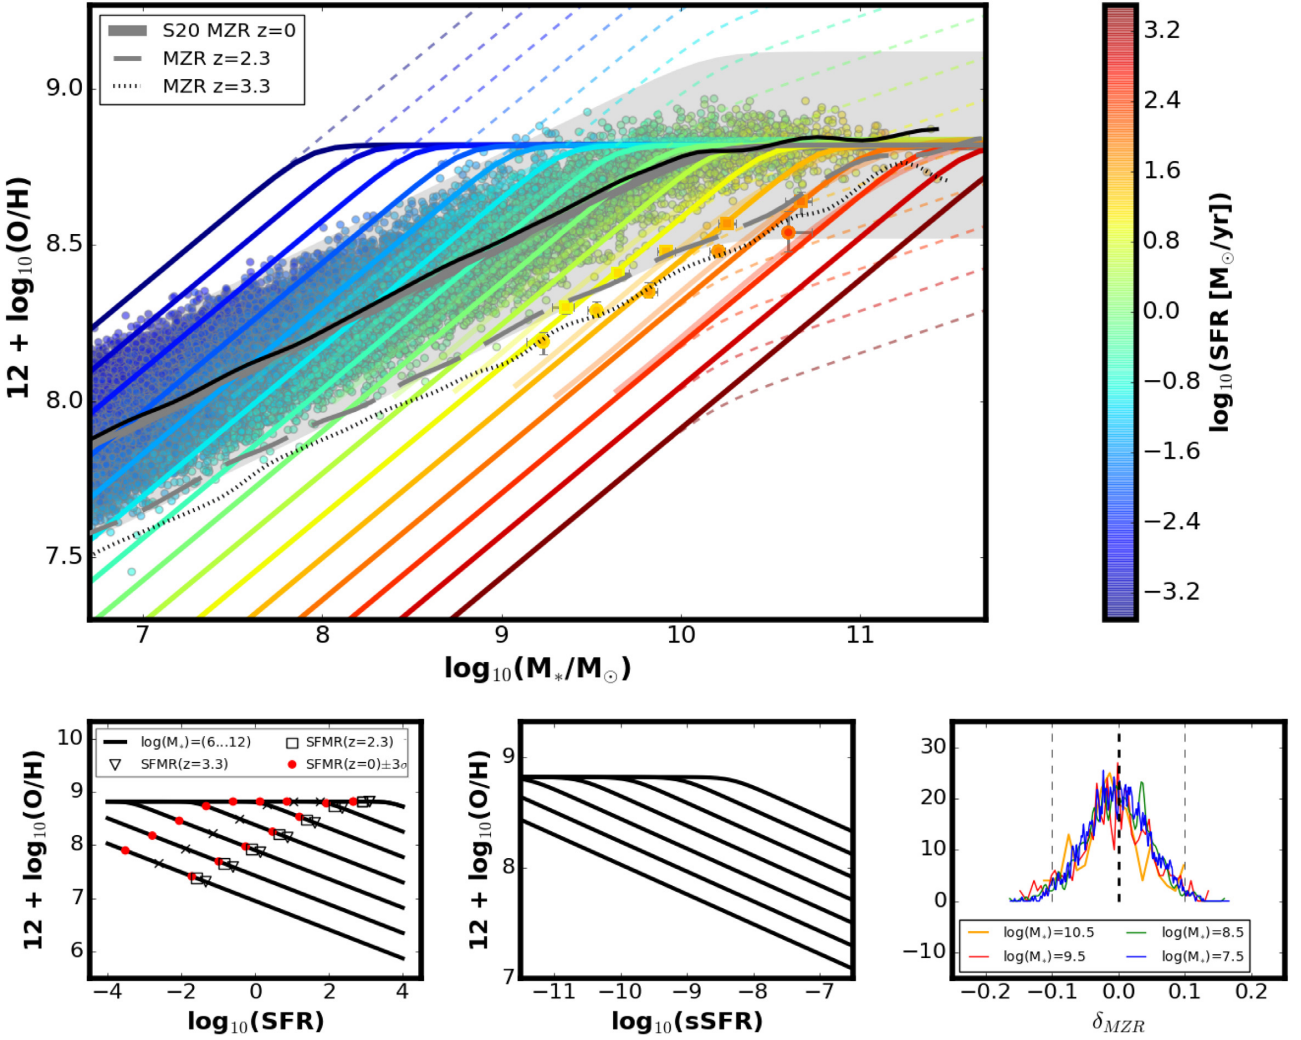 S20 MZR z=0
MZR z=2.3
MZR z=3.3
9.0
8.5
8.0
7.5
7 8 9 10 11
12 + log₁₀(O/H)
log₁₀(M*/M⊙)
3.2
2.4
1.6
0.8
0.0
−0.8
−1.6
−2.4
−3.2
log₁₀(SFR [M⊙/yr])
10
9
8
7
6
−4 −2 0 2 4
12 + log₁₀(O/H)
log₁₀(SFR)
log(M*)=(6...12)
SFMR(z=2.3)
SFMR(z=3.3)
SFMR(z=0)±3σ
9
8
7
−11 −10 −9 −8 −7
12 + log₁₀(O/H)
log₁₀(sSFR)
30
20
10
0
−10
−0.2 −0.1 0.0 0.1 0.2
log(M*)=10.5
log(M*)=8.5
log(M*)=9.5
log(M*)=7.5
δMZR